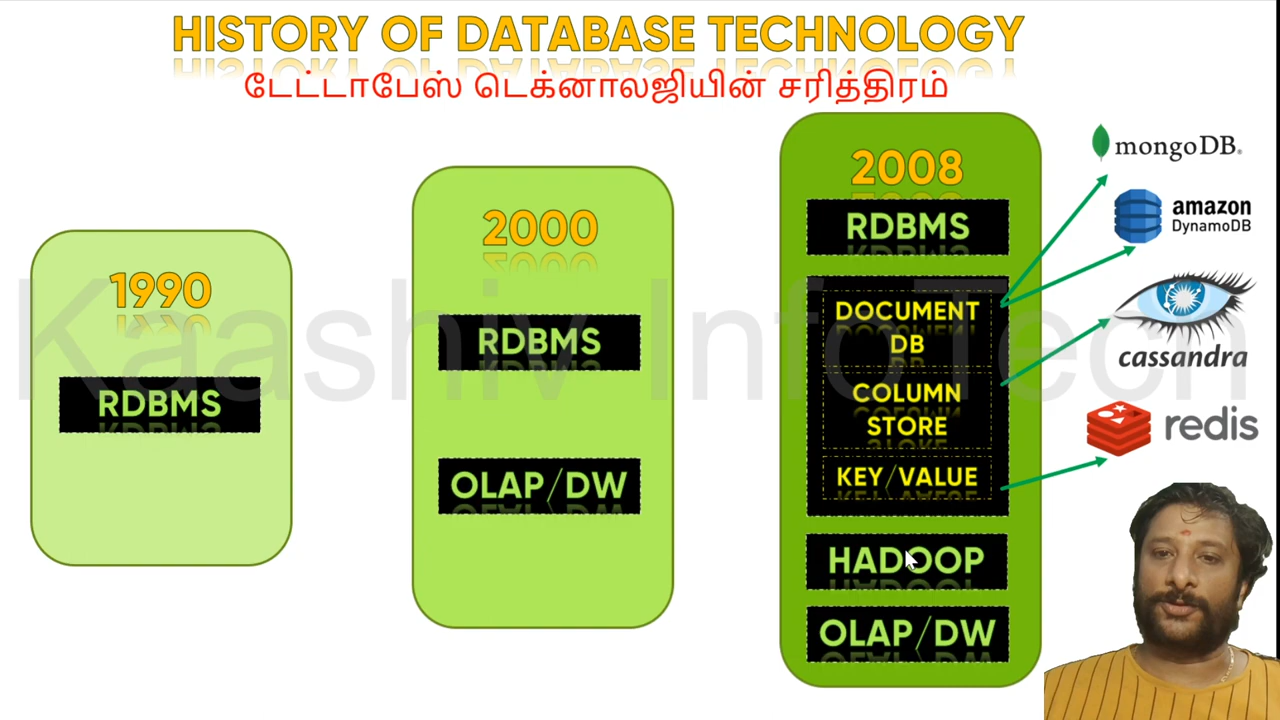 HISTORY OF DATABASE TECHNOLOGY
டேட்டாபேஸ் டெக்னாலஜியின் சரித்திரம்
1990
RDBMS
2000
RDBMS
OLAP/DW
2008
RDBMS
DOCUMENT
DB
COLUMN
STORE
KEY/VALUE
HADOOP
OLAP/DW
mongoDB®
amazon
DynamoDB
cassandra
redis
Kaashiv InfoTech